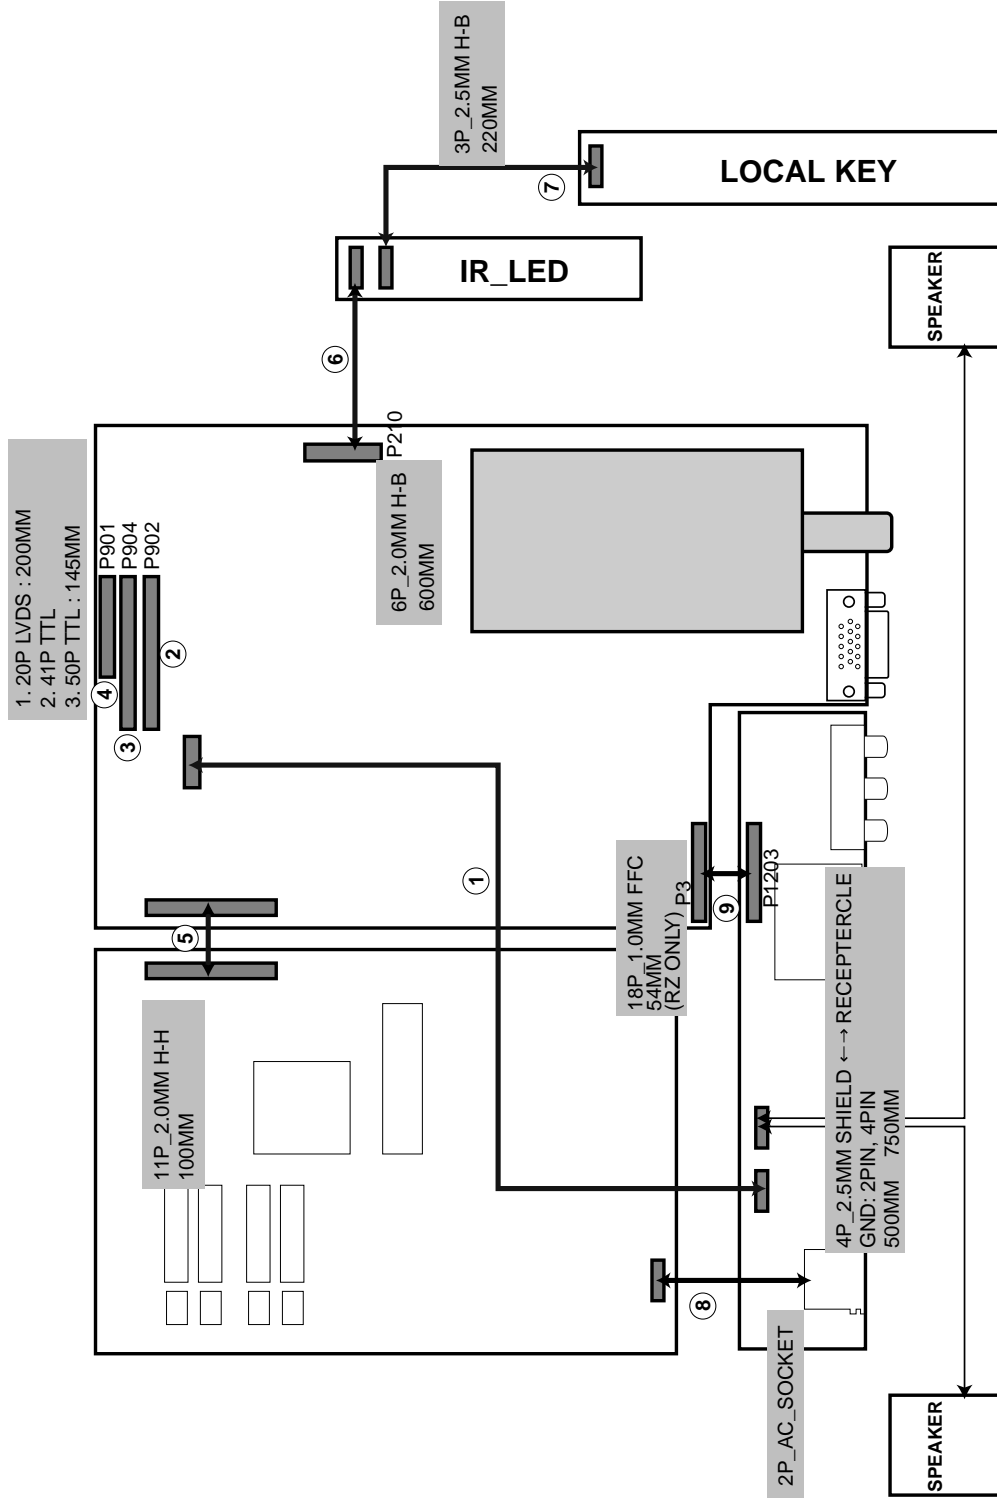 1. 20P LVDS : 200MM
2. 41P TTL
3. 50P TTL : 145MM
P901
P904
P902
4
3
2
11P_2.0MM H-H
100MM
5
1
6P_2.0MM H-B
600MM
P210
6
IR_LED
3P_2.5MM H-B
220MM
7
LOCAL KEY
18P_1.0MM FFC
54MM
(RZ ONLY)
P3
9
P1203
4P_2.5MM SHIELD ←→ RECEPTERCLE
GND: 2PIN, 4PIN
500MM 750MM
8
2P_AC_SOCKET
SPEAKER
SPEAKER